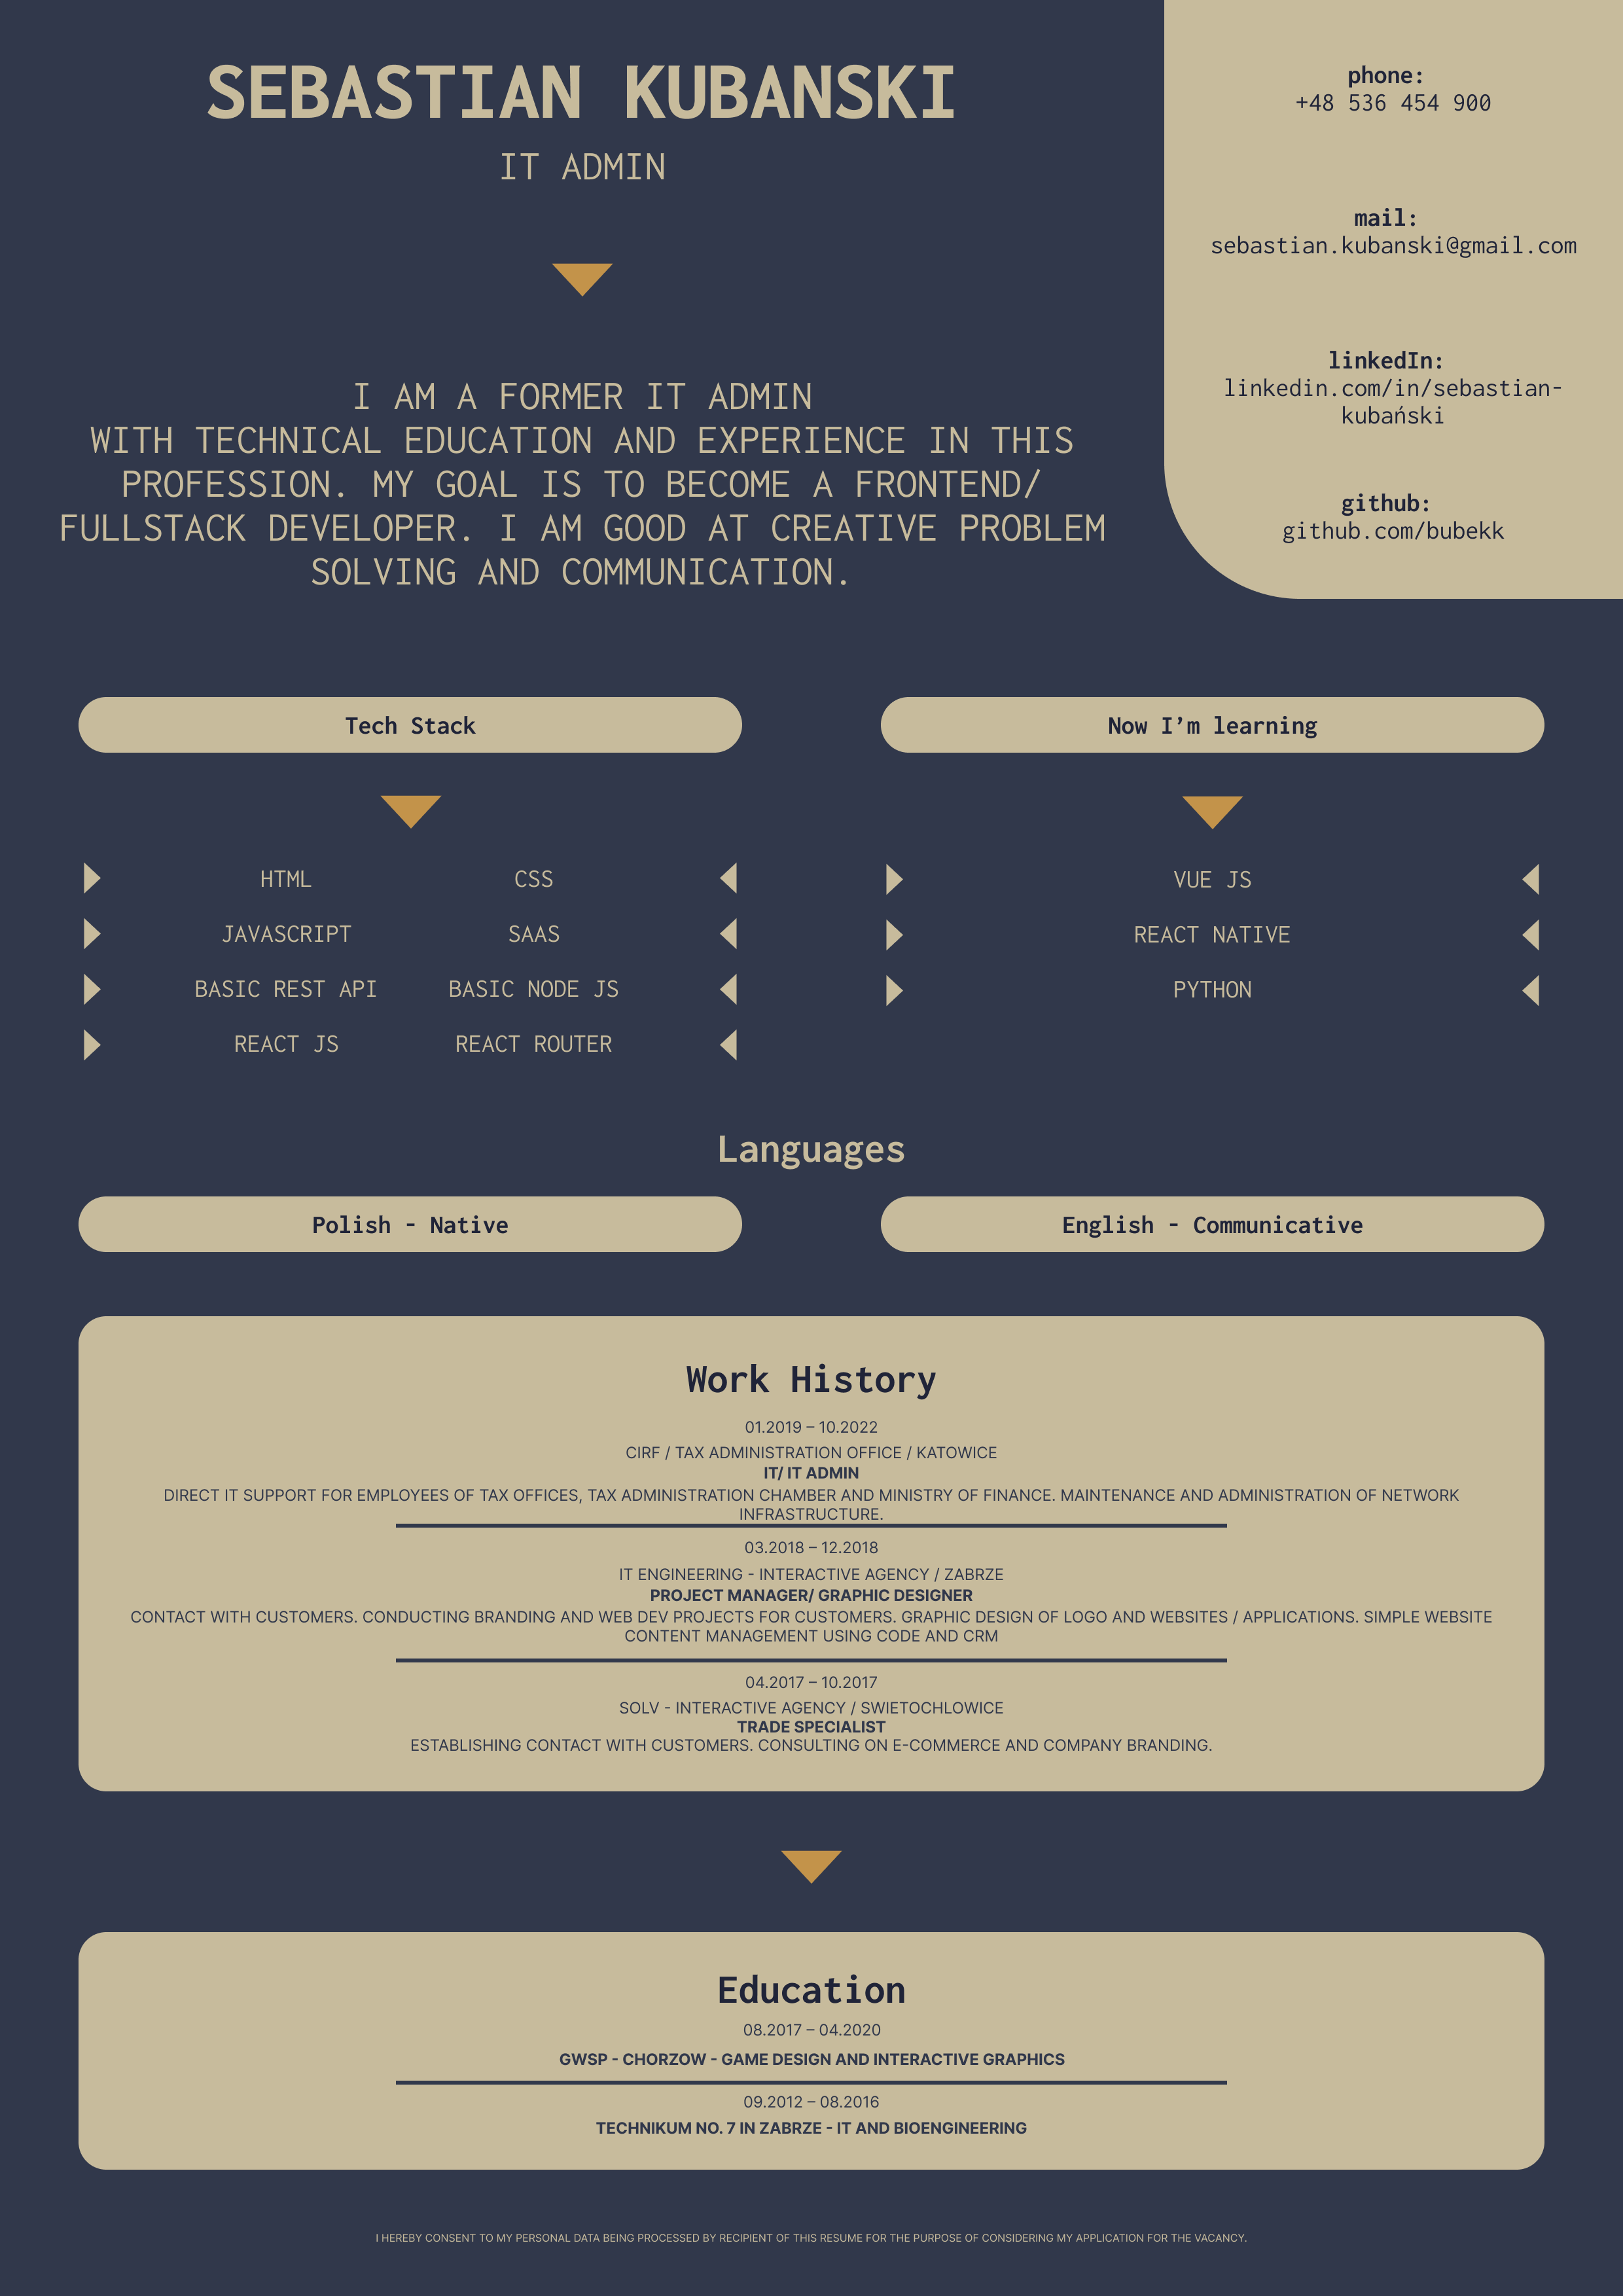 SEBASTIAN KUBANSKI
IT ADMIN
I AM A FORMER IT ADMIN
WITH TECHNICAL EDUCATION AND EXPERIENCE IN THIS
PROFESSION. MY GOAL IS TO BECOME A FRONTEND/
FULLSTACK DEVELOPER. I AM GOOD AT CREATIVE PROBLEM
SOLVING AND COMMUNICATION.
phone:
+48 536 454 900
mail:
sebastian.kubanski@gmail.com
linkedIn:
linkedin.com/in/sebastian-
kubański
github:
github.com/bubekk
Tech Stack
HTML CSS
JAVASCRIPT SAAS
BASIC REST API BASIC NODE JS
REACT JS REACT ROUTER
Now I’m learning
VUE JS
REACT NATIVE
PYTHON
Languages
Polish - Native
English - Communicative
Work History
01.2019 – 10.2022
CIRF / TAX ADMINISTRATION OFFICE / KATOWICE
IT/ IT ADMIN
DIRECT IT SUPPORT FOR EMPLOYEES OF TAX OFFICES, TAX ADMINISTRATION CHAMBER AND MINISTRY OF FINANCE. MAINTENANCE AND ADMINISTRATION OF NETWORK
INFRASTRUCTURE.
03.2018 – 12.2018
IT ENGINEERING - INTERACTIVE AGENCY / ZABRZE
PROJECT MANAGER/ GRAPHIC DESIGNER
CONTACT WITH CUSTOMERS. CONDUCTING BRANDING AND WEB DEV PROJECTS FOR CUSTOMERS. GRAPHIC DESIGN OF LOGO AND WEBSITES / APPLICATIONS. SIMPLE WEBSITE
CONTENT MANAGEMENT USING CODE AND CRM
04.2017 – 10.2017
SOLV - INTERACTIVE AGENCY / SWIETOCHLOWICE
TRADE SPECIALIST
ESTABLISHING CONTACT WITH CUSTOMERS. CONSULTING ON E-COMMERCE AND COMPANY BRANDING.
Education
08.2017 – 04.2020
GWSP - CHORZOW - GAME DESIGN AND INTERACTIVE GRAPHICS
09.2012 – 08.2016
TECHNIKUM NO. 7 IN ZABRZE - IT AND BIOENGINEERING
I HEREBY CONSENT TO MY PERSONAL DATA BEING PROCESSED BY RECIPIENT OF THIS RESUME FOR THE PURPOSE OF CONSIDERING MY APPLICATION FOR THE VACANCY.